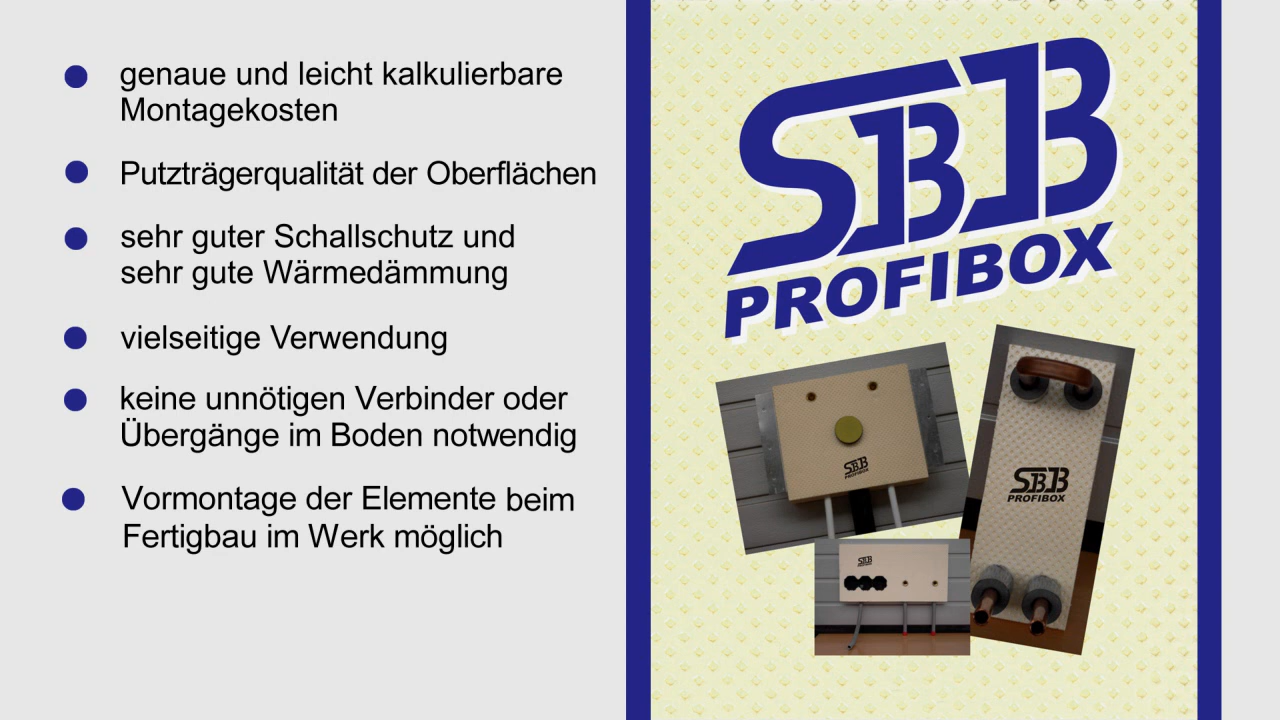 genaue und leicht kalkulierbare
Montagekosten
Putzträgerqualität der Oberflächen
sehr guter Schallschutz und
sehr gute Wärmedämmung
vielseitige Verwendung
keine unnötigen Verbinder oder
Übergänge im Boden notwendig
Vormontage der Elemente beim
Fertigbau im Werk möglich
SBB
PROFIBOX
SBB
PROFIBOX
SBB
PROFIBOX
SBB
PROFIBOX